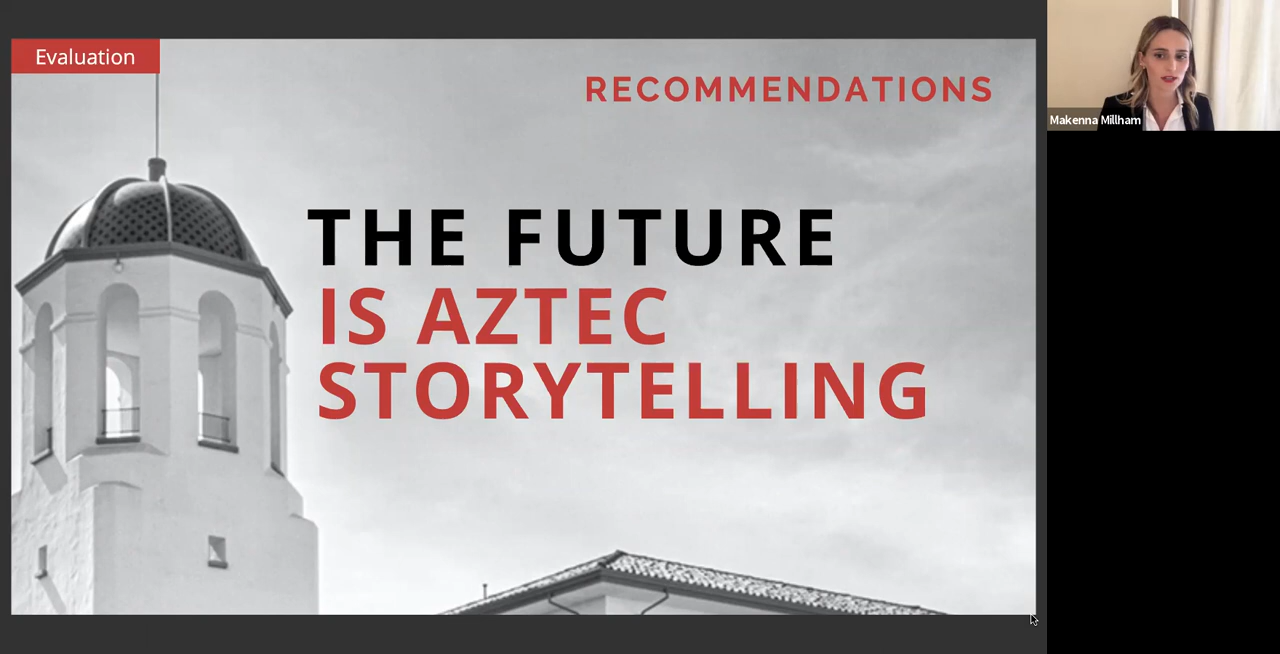 Evaluation
RECOMMENDATIONS
THE FUTURE
IS AZTEC
STORYTELLING
Makenna Millham